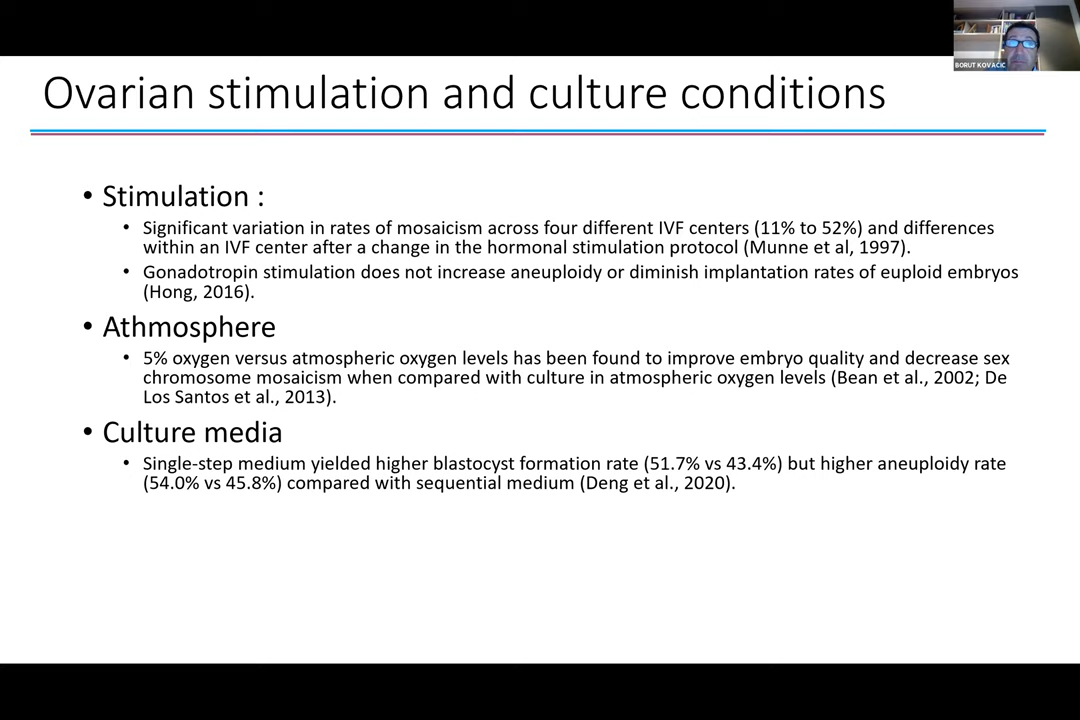 BORUT KOVACIC
Ovarian stimulation and culture conditions
• Stimulation :
• Significant variation in rates of mosaicism across four different IVF centers (11% to 52%) and differences
within an IVF center after a change in the hormonal stimulation protocol (Munne et al, 1997).
• Gonadotropin stimulation does not increase aneuploidy or diminish implantation rates of euploid embryos
(Hong, 2016).
• Athmosphere
• 5% oxygen versus atmospheric oxygen levels has been found to improve embryo quality and decrease sex
chromosome mosaicism when compared with culture in atmospheric oxygen levels (Bean et al., 2002; De
Los Santos et al., 2013).
• Culture media
• Single-step medium yielded higher blastocyst formation rate (51.7% vs 43.4%) but higher aneuploidy rate
(54.0% vs 45.8%) compared with sequential medium (Deng et al., 2020).